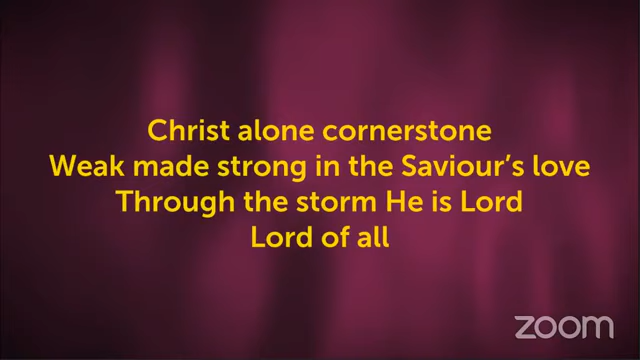 Christ alone cornerstone
Weak made strong in the Saviour's love
Through the storm He is Lord
Lord of all
zoom